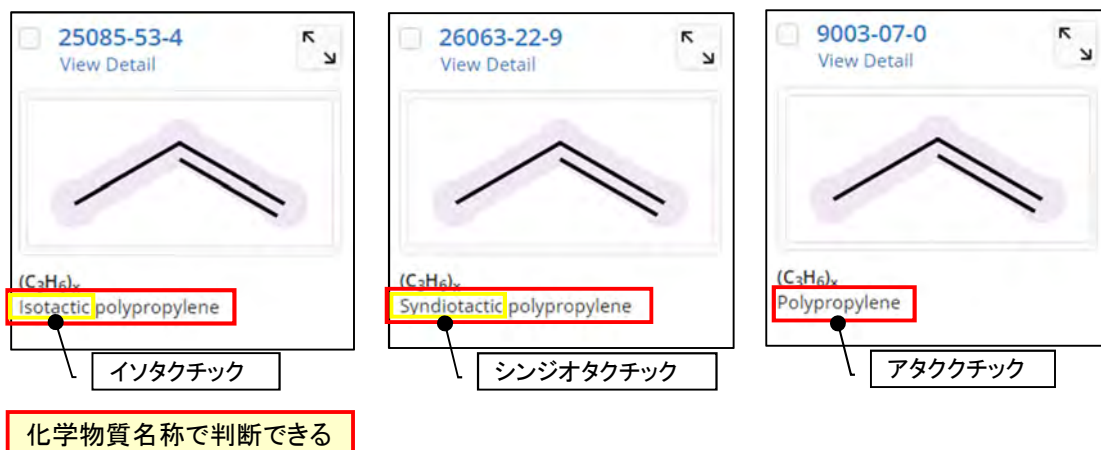 25085-53-4
View Detail
(C₃H₆)ₓ
Isotactic polypropylene
イソタクチック
26063-22-9
View Detail
(C₃H₆)ₓ
Syndiotactic polypropylene
シンジオタクチック
9003-07-0
View Detail
(C₃H₆)ₓ
Polypropylene
アタククチック
化学物質名称で判断できる